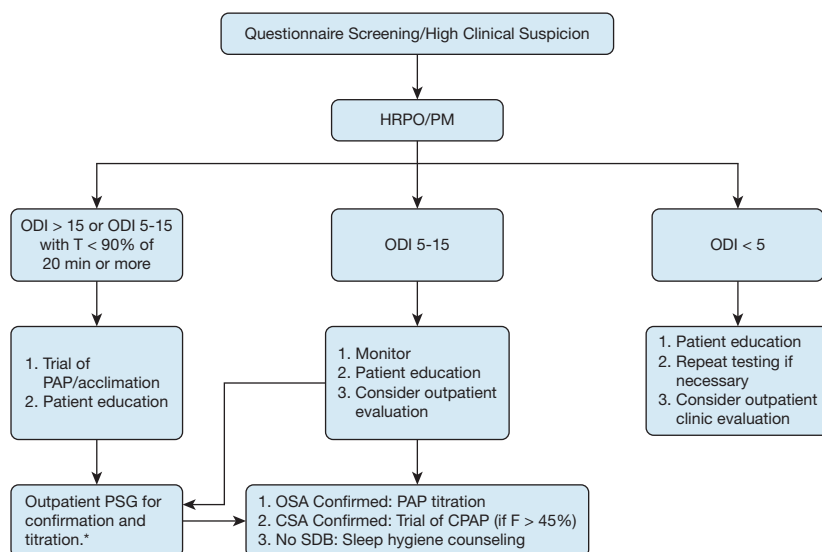 Questionnaire Screening/High Clinical Suspicion
HRPO/PM
ODI > 15 or ODI 5-15
with T < 90% of
20 min or more
ODI 5-15
ODI < 5
1. Trial of
PAP/acclimation
2. Patient education
1. Monitor
2. Patient education
3. Consider outpatient
evaluation
1. Patient education
2. Repeat testing if
necessary
3. Consider outpatient
clinic evaluation
Outpatient PSG for
confirmation and
titration.*
1. OSA Confirmed: PAP titration
2. CSA Confirmed: Trial of CPAP (if F > 45%)
3. No SDB: Sleep hygiene counseling